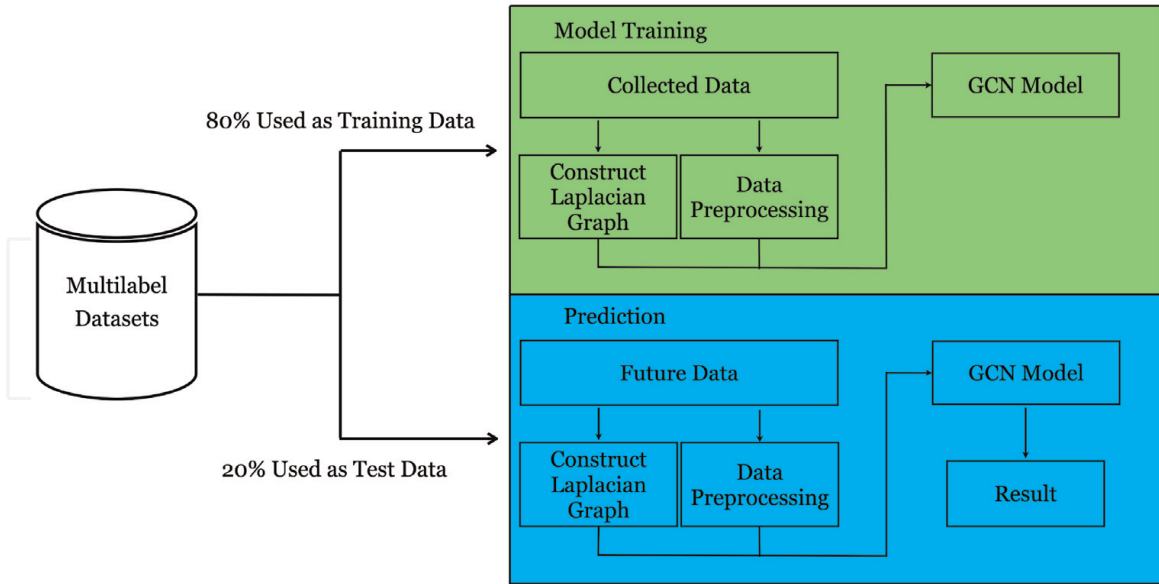 Multilabel
Datasets
80% Used as Training Data
20% Used as Test Data
Model Training
Collected Data
Construct
Laplacian
Graph
Data
Preprocessing
GCN Model
Prediction
Future Data
Construct
Laplacian
Graph
Data
Preprocessing
GCN Model
Result